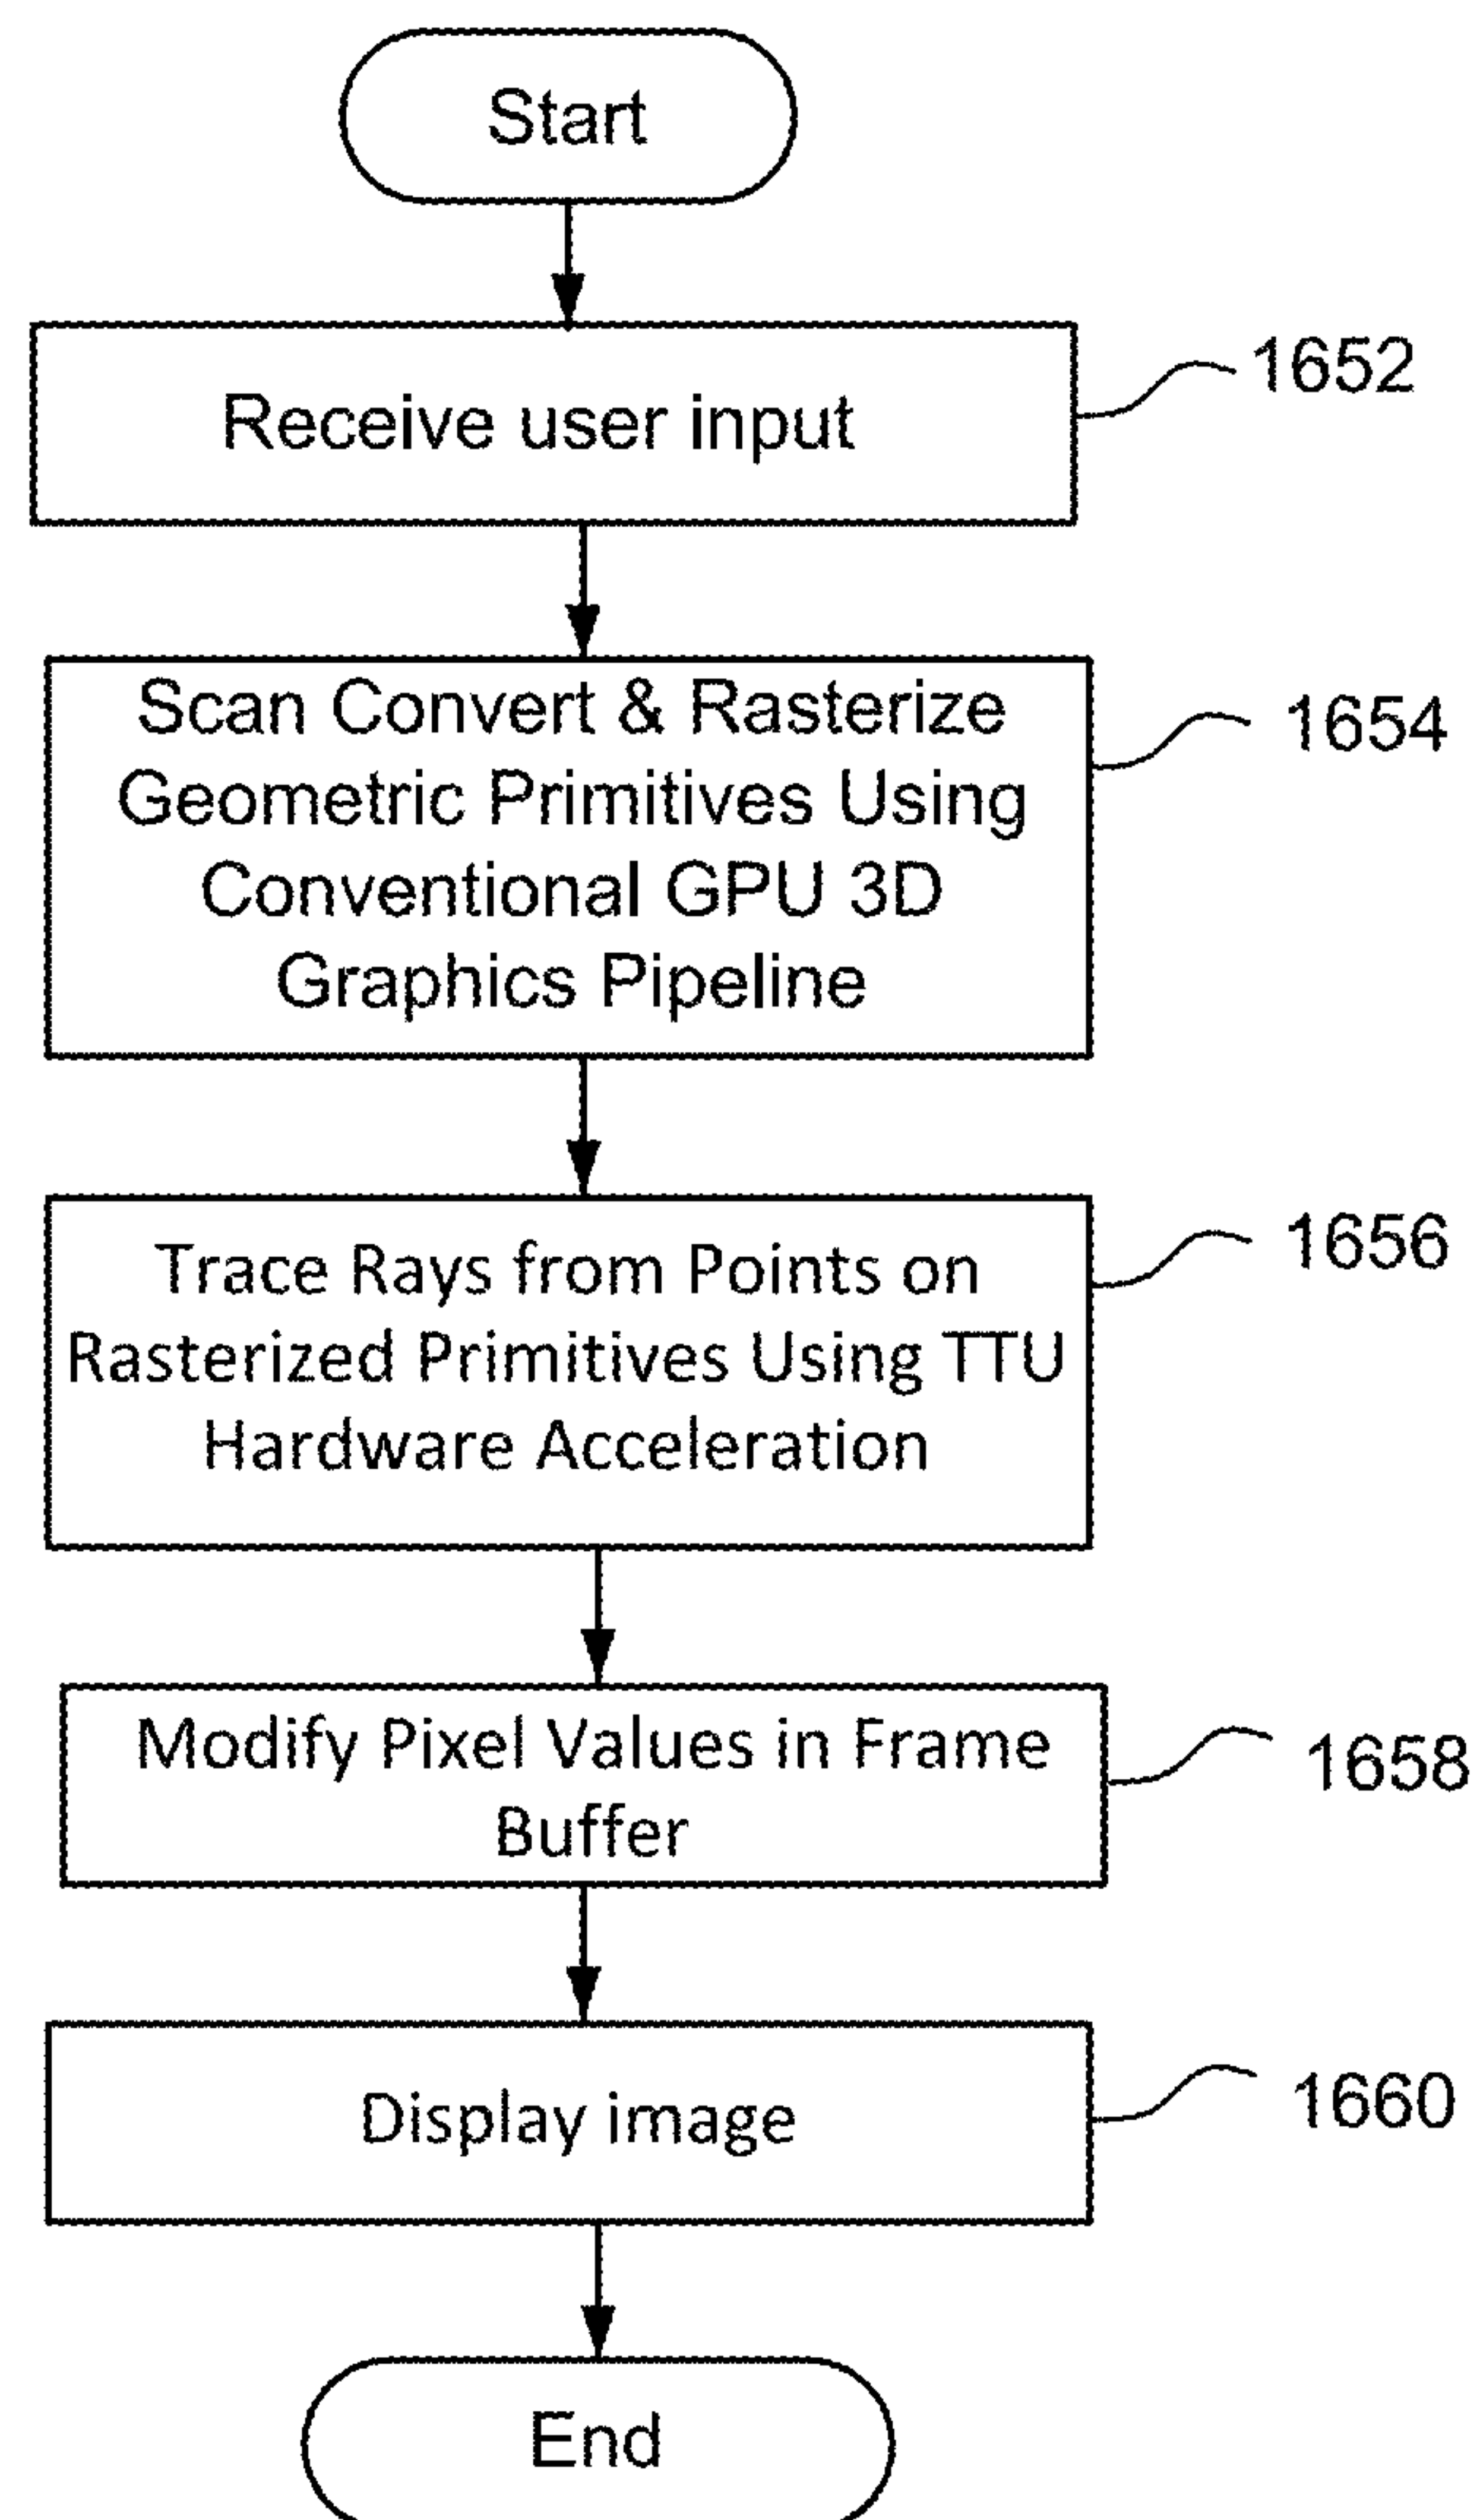 Start
Receive user input
1652
Scan Convert & Rasterize
Geometric Primitives Using
Conventional GPU 3D
Graphics Pipeline
1654
Trace Rays from Points on
Rasterized Primitives Using TTU
Hardware Acceleration
1656
Modify Pixel Values in Frame
Buffer
1658
Display image
1660
End